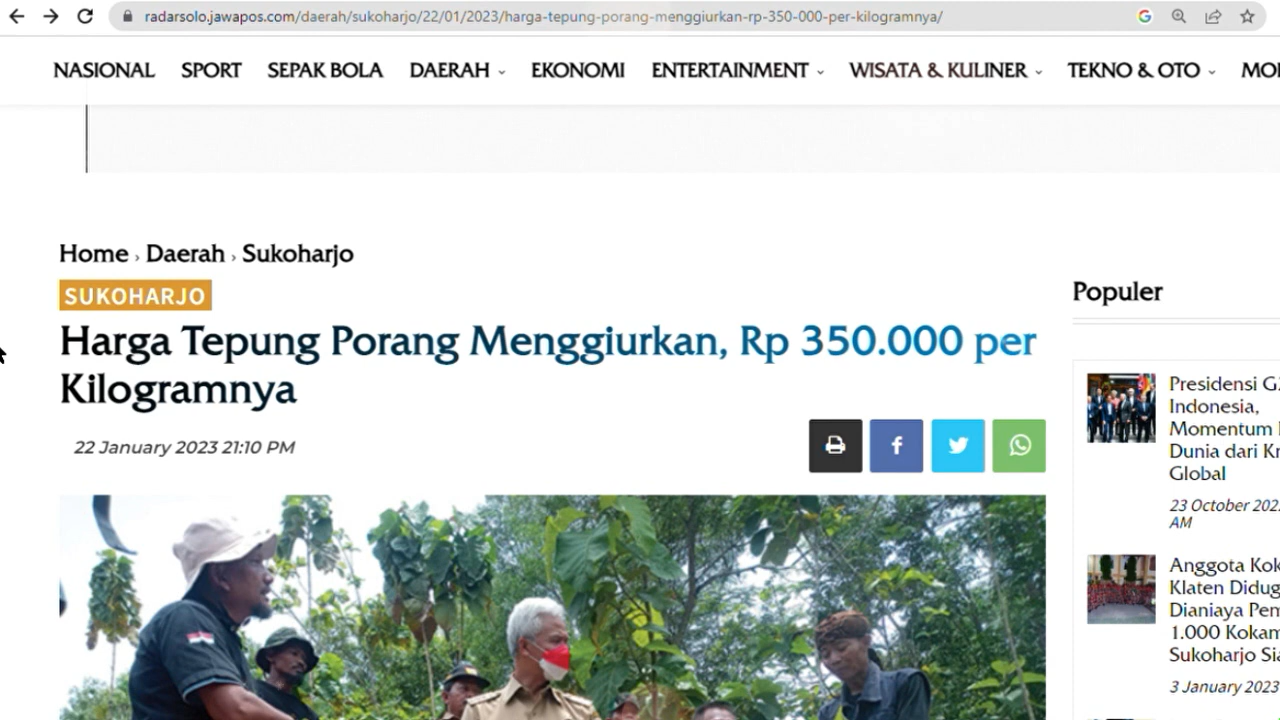 radarsolo.jawapos.com/daerah/sukoharjo/22/01/2023/harga-tepung-porang-menggiurkan-rp-350-000-per-kilogramnya/
NASIONAL SPORT SEPAK BOLA DAERAH EKONOMI ENTERTAINMENT WISATA & KULINER TEKNO & OTO
Home › Daerah › Sukoharjo
SUKOHARJO
Harga Tepung Porang Menggiurkan, Rp 350.000 per
Kilogramnya
22 January 2023 21:10 PM
Populer
Presidensi
Indonesia,
Momentum
Dunia dari
Global
23 October
AM
Anggota
Klaten
Dianiaya
1.000
Sukoharjo
3 January 2023